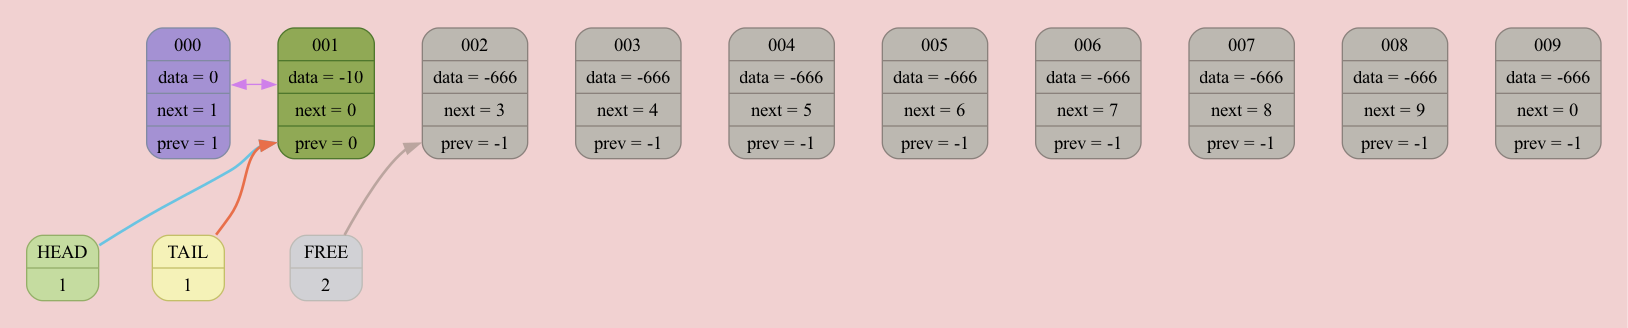 000
data = 0
next = 1
prev = 1
001
data = -10
next = 0
prev = 0
002
data = -666
next = 3
prev = -1
003
data = -666
next = 4
prev = -1
004
data = -666
next = 5
prev = -1
005
data = -666
next = 6
prev = -1
006
data = -666
next = 7
prev = -1
007
data = -666
next = 8
prev = -1
008
data = -666
next = 9
prev = -1
009
data = -666
next = 0
prev = -1
HEAD
1
TAIL
1
FREE
2